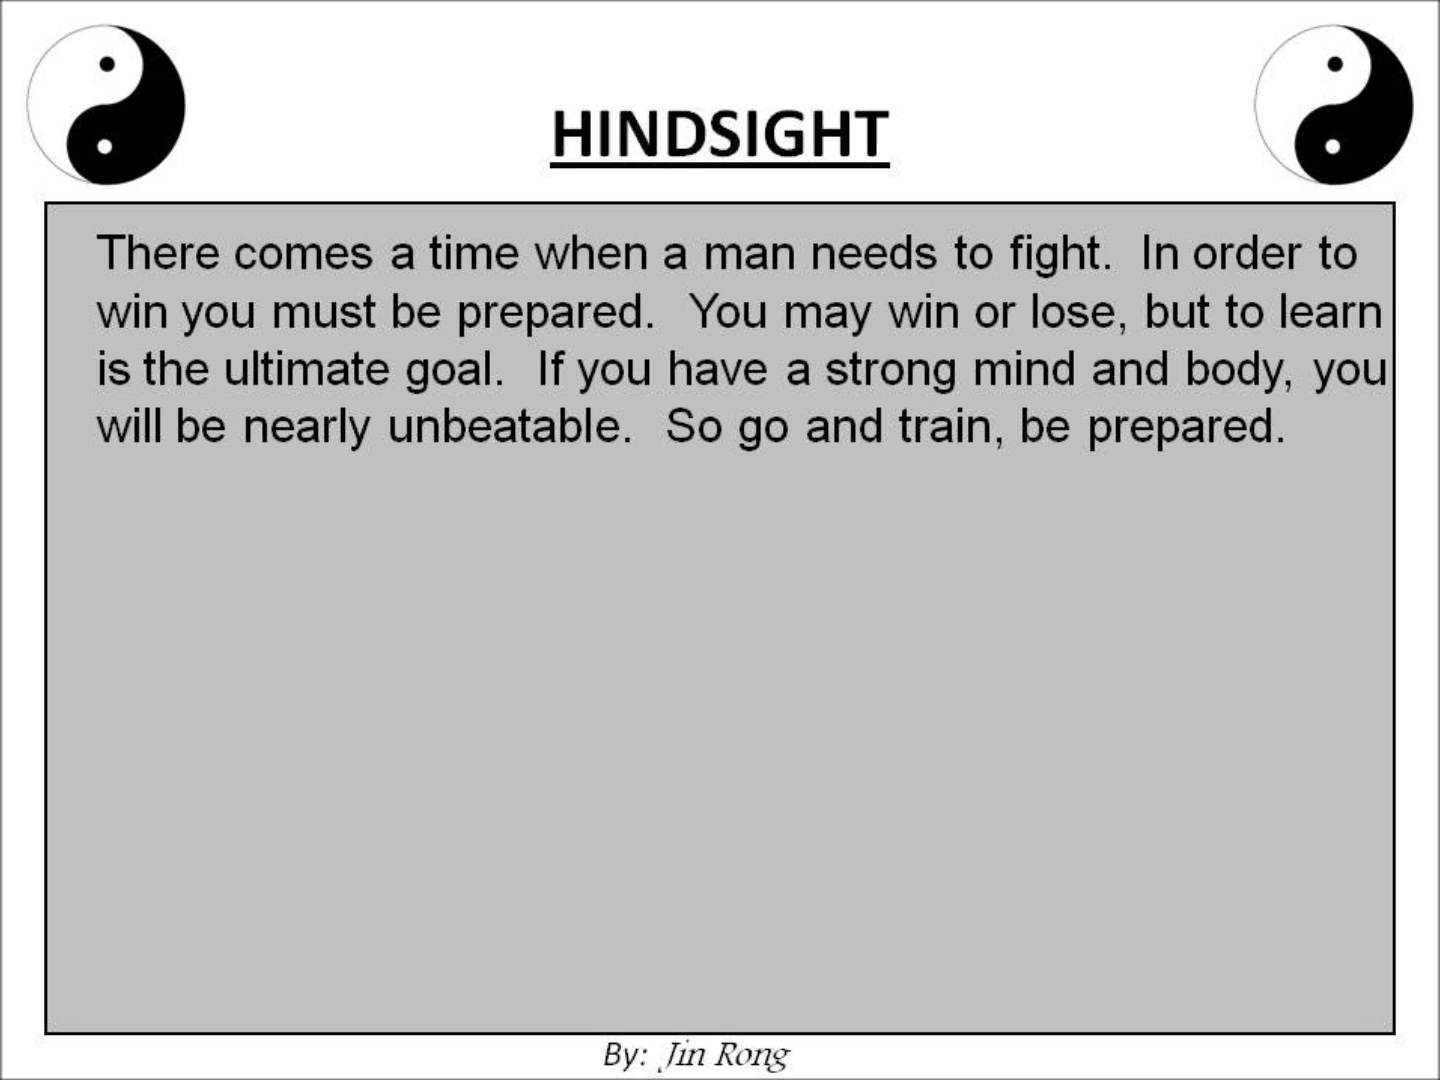 HINDSIGHT
There comes a time when a man needs to fight.  In order to
win you must be prepared.  You may win or lose, but to learn
is the ultimate goal.  If you have a strong mind and body, you
will be nearly unbeatable.  So go and train, be prepared.
By: Jin Rong